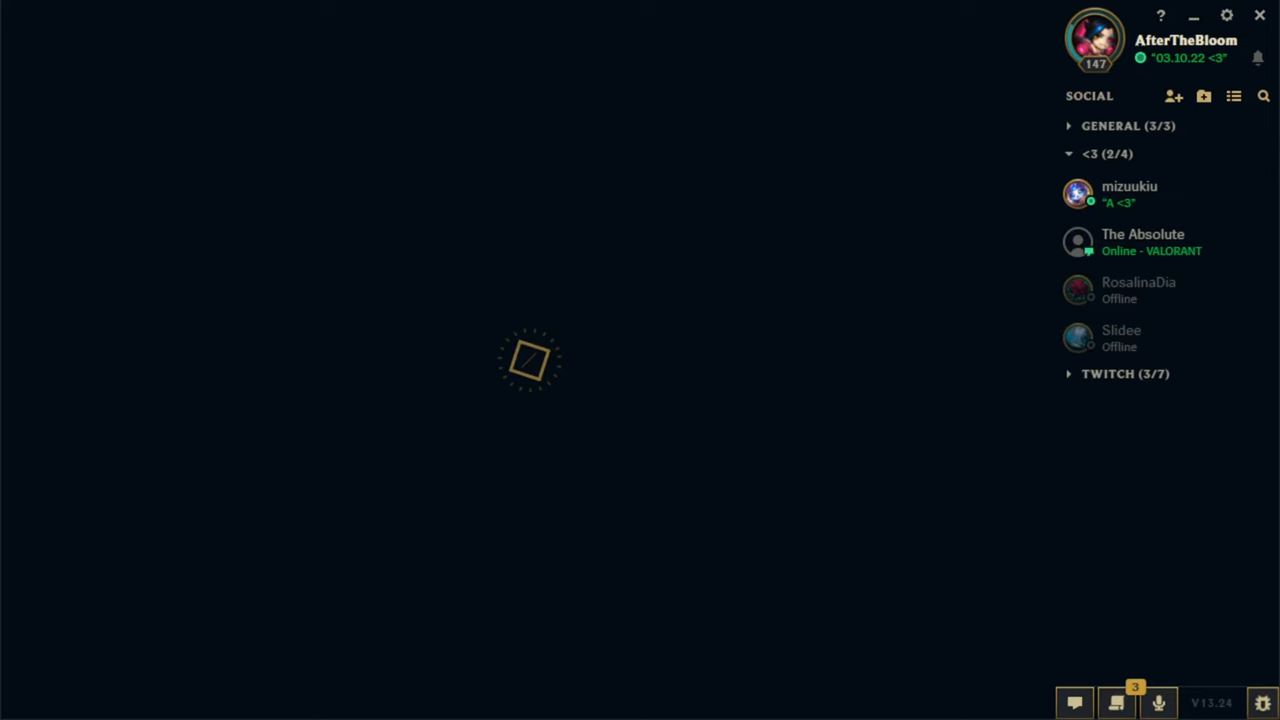 ?
AfterTheBloom
147
"03.10.22 <3"
SOCIAL
GENERAL (3/3)
<3 (2/4)
mizuukiu
"A <3"
The Absolute
Online - VALORANT
RosalinaDia
Offline
Slidee
Offline
TWITCH (3/7)
3
V13.24